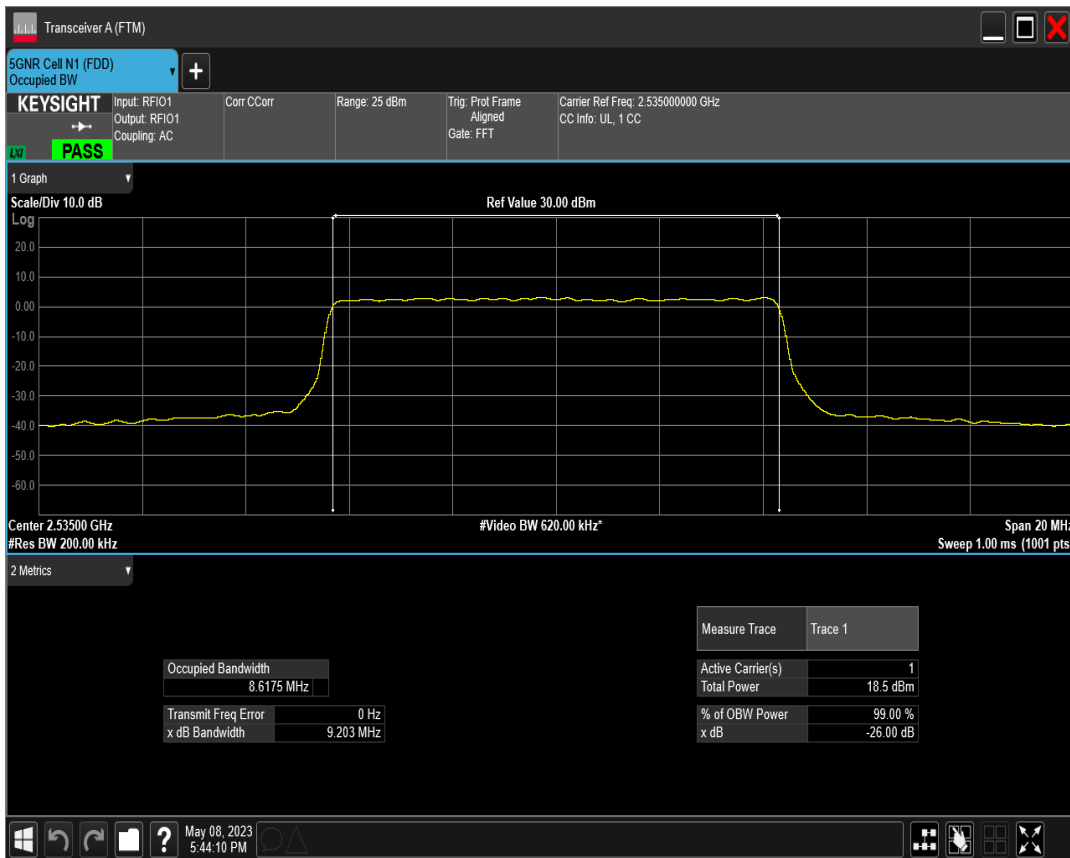 Transceiver A (FTM)
5GNR Cell N1 (FDD)
Occupied BW
+
KEYSIGHT
LXI
PASS
Input: RFIO1
Output: RFIO1
Coupling: AC
Corr CCorr
Range: 25 dBm
Trig: Prot Frame
Aligned
Gate: FFT
Carrier Ref Freq: 2.535000000 GHz
CC Info: UL, 1 CC
1 Graph
Scale/Div 10.0 dB
Ref Value 30.00 dBm
Log
20.0
10.0
0.00
-10.0
-20.0
-30.0
-40.0
-50.0
-60.0
Center 2.53500 GHz
#Video BW 620.00 kHz*
Span 20 MHz
#Res BW 200.00 kHz
Sweep 1.00 ms (1001 pts
2 Metrics
Measure Trace Trace 1
Occupied Bandwidth
8.6175 MHz
Active Carrier(s) 1
Total Power 18.5 dBm
Transmit Freq Error 0 Hz
x dB Bandwidth 9.203 MHz
% of OBW Power 99.00 %
x dB -26.00 dB
?
May 08, 2023
5:44:10 PM